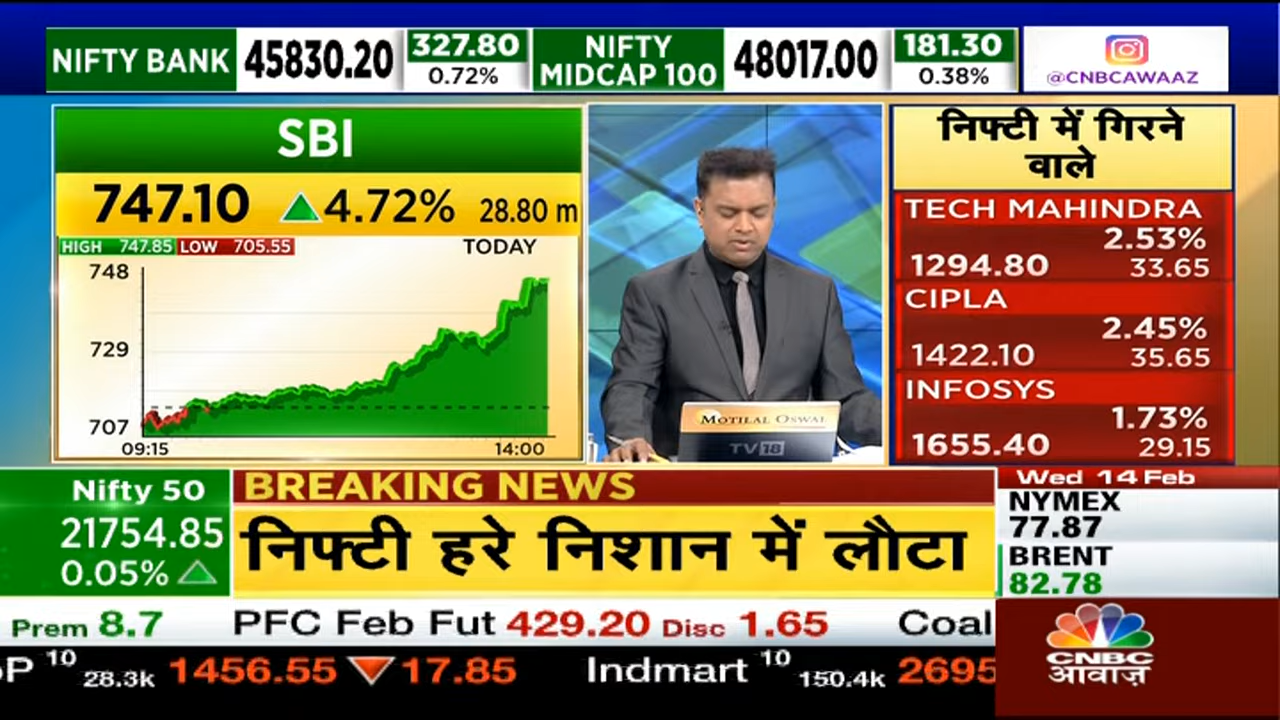 NIFTY BANK 45830.20 327.80 0.72%
NIFTY MIDCAP 100 48017.00 181.30 0.38%
@CNBCAWAAZ
SBI
747.10 4.72% 28.80 m
HIGH 747.85 LOW 705.55 TODAY
748
729
707
09:15 14:00
MOTILAL OSWAL
TV18
निफ्टी में गिरने
वाले
TECH MAHINDRA
2.53%
1294.80 33.65
CIPLA
2.45%
1422.10 35.65
INFOSYS
1.73%
1655.40 29.15
Nifty 50
21754.85
0.05%
BREAKING NEWS
निफ्टी हरे निशान में लौटा
Wed 14 Feb
NYMEX
77.87
BRENT
82.78
Prem 8.7 PFC Feb Fut 429.20 Disc 1.65 Coal
P 10 28.3k 1456.55 17.85 Indmart 10 150.4k 2695
CNBC
आवाज़